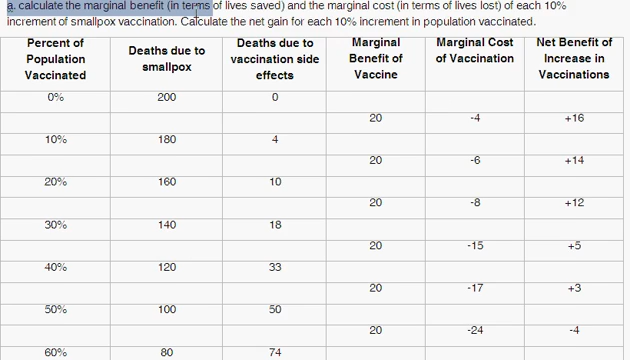 a. calculate the marginal benefit (in terms of lives saved) and the marginal cost (in terms of lives lost) of each 10%
increment of smallpox vaccination. Calculate the net gain for each 10% increment in population vaccinated.
Percent of Population Vaccinated | Deaths due to smallpox | Deaths due to vaccination side effects | Marginal Benefit of Vaccine | Marginal Cost of Vaccination | Net Benefit of Increase in Vaccinations
0% 200 0
20 -4 +16
10% 180 4
20 -6 +14
20% 160 10
20 -8 +12
30% 140 18
20 -15 +5
40% 120 33
20 -17 +3
50% 100 50
20 -24 -4
60% 80 74